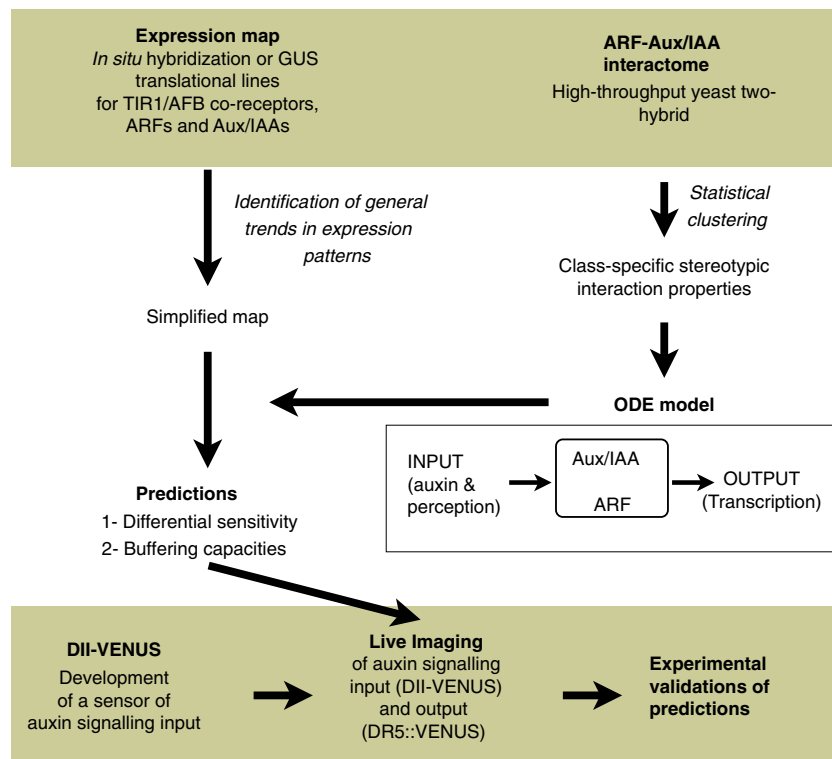 Expression map
In situ hybridization or GUS
translational lines
for TIR1/AFB co-receptors,
ARFs and Aux/IAAs
ARF-Aux/IAA
interactome
High-throughput yeast two-
hybrid
Identification of general
trends in expression
patterns
Statistical
clustering
Simplified map
Class-specific stereotypic
interaction properties
ODE model
INPUT
(auxin &
perception)
Aux/IAA
ARF
OUTPUT
(Transcription)
Predictions
1- Differential sensitivity
2- Buffering capacities
DII-VENUS
Development
of a sensor of
auxin signalling input
Live Imaging
of auxin signalling
input (DII-VENUS)
and output
(DR5::VENUS)
Experimental
validations of
predictions